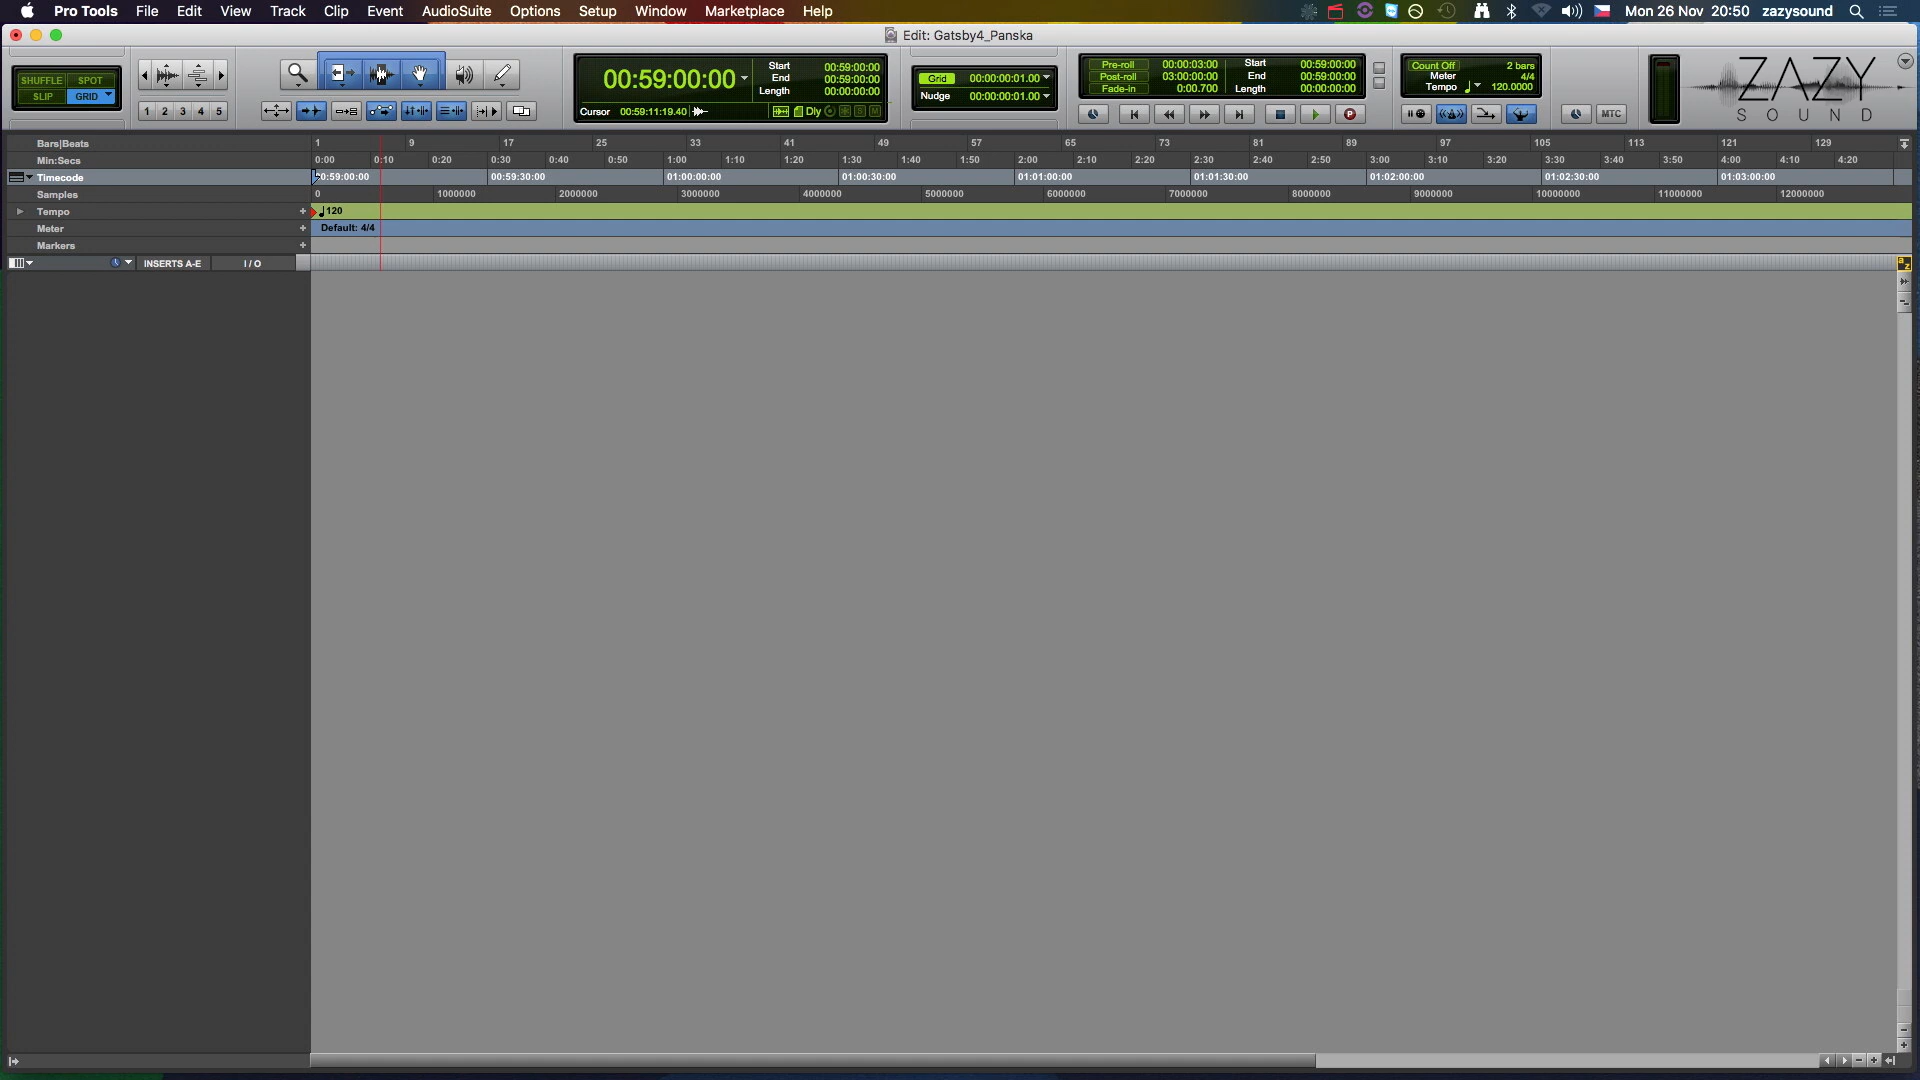 Pro Tools File Edit View Track Clip Event AudioSuite Options Setup Window Marketplace Help Mon 26 Nov 20:50 zazysound
Edit: Gatsby4_Panska
SHUFFLE SPOT
SLIP GRID
1 2 3 4 5
00:59:00:00
Start 00:59:00:00
End 00:59:00:00
Length 00:00:00:00
Cursor 00:59:11:19.40 Dly S M
Grid 00:00:00:01.00
Nudge 00:00:00:01.00
Pre-roll 00:00:03:00 Start 00:59:00:00
Post-roll 03:00:00:00 End 00:59:00:00
Fade-in 0:00.700 Length 00:00:00:00
Count Off 2 bars
Meter 4/4
Tempo 120.0000
MTC
ZAZY
SOUND
Bars|Beats 1 9 17 25 33 41 49 57 65 73 81 89 97 105 113 121 129
Min:Secs 0:00 0:10 0:20 0:30 0:40 0:50 1:00 1:10 1:20 1:30 1:40 1:50 2:00 2:10 2:20 2:30 2:40 2:50 3:00 3:10 3:20 3:30 3:40 3:50 4:00 4:10 4:20
Timecode 0:59:00:00 00:59:30:00 01:00:00:00 01:00:30:00 01:01:00:00 01:01:30:00 01:02:00:00 01:02:30:00 01:03:00:00
Samples 0 1000000 2000000 3000000 4000000 5000000 6000000 7000000 8000000 9000000 10000000 11000000 12000000
Tempo + 120
Meter + Default: 4/4
Markers +
INSERTS A-E I / O
a z